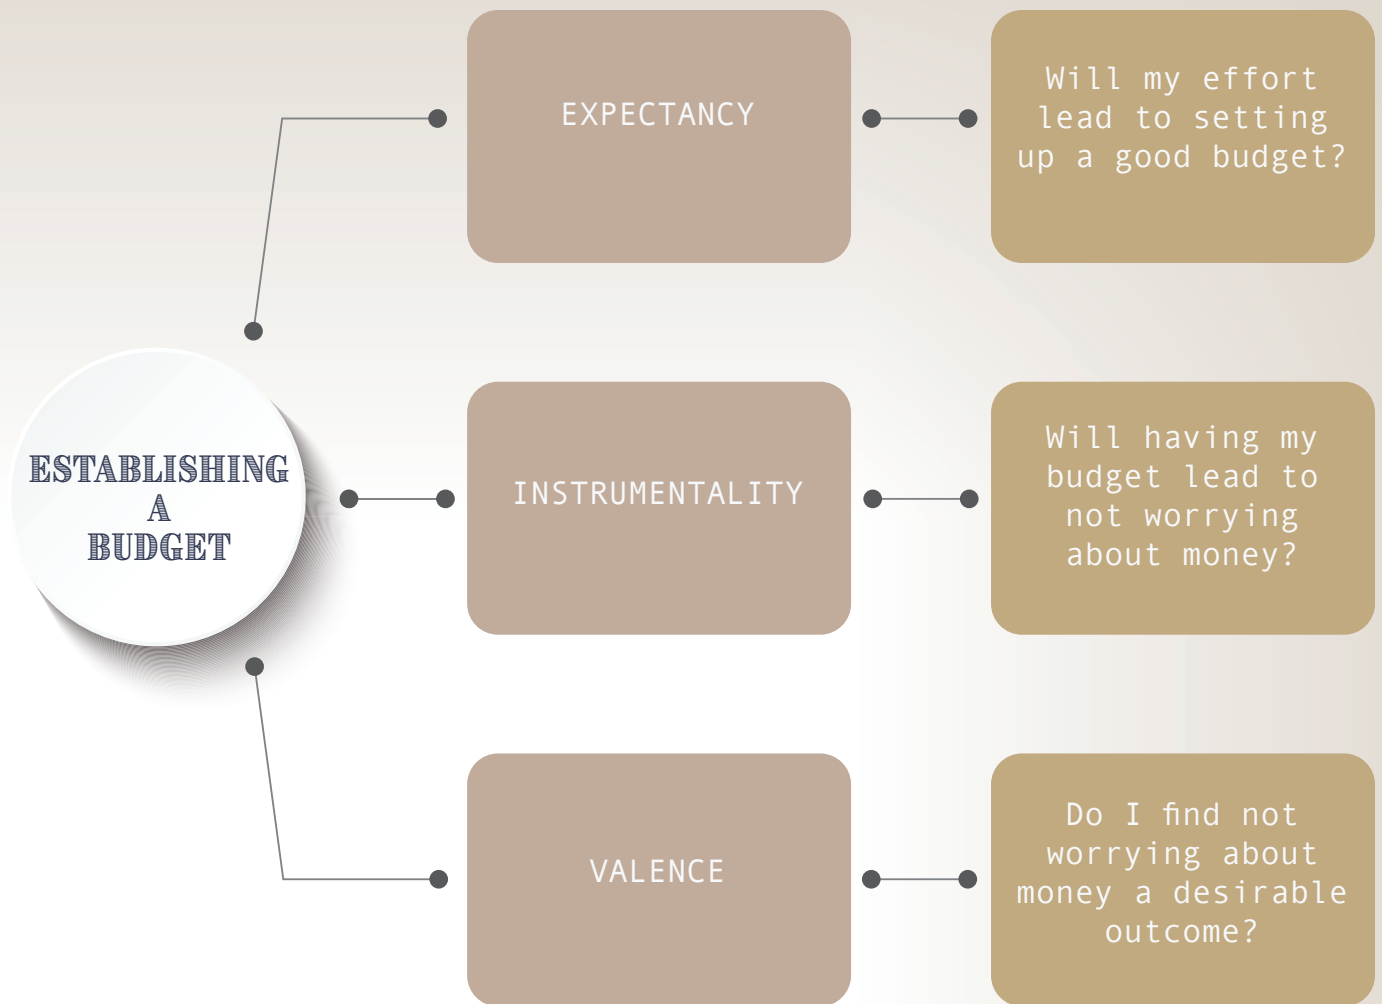 ESTABLISHING
A
BUDGET
EXPECTANCY
Will my effort
lead to setting
up a good budget?
INSTRUMENTALITY
Will having my
budget lead to
not worrying
about money?
VALENCE
Do I find not
worrying about
money a desirable
outcome?